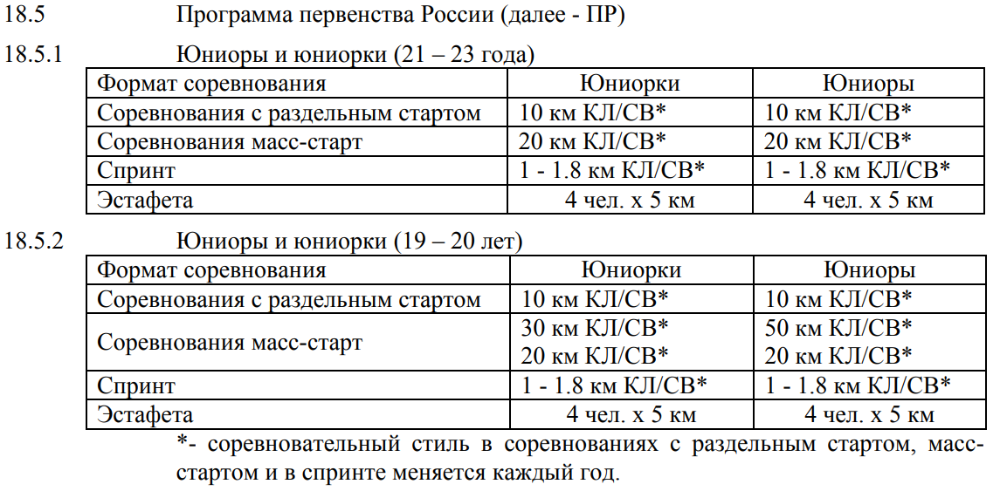 18.5 Программа первенства России (далее - ПР)
18.5.1 Юниоры и юниорки (21 – 23 года)
Формат соревнования Юниорки Юниоры
Соревнования с раздельным стартом 10 км КЛ/СВ* 10 км КЛ/СВ*
Соревнования масс-старт 20 км КЛ/СВ* 20 км КЛ/СВ*
Спринт 1 - 1.8 км КЛ/СВ* 1 - 1.8 км КЛ/СВ*
Эстафета 4 чел. х 5 км 4 чел. х 5 км
18.5.2 Юниоры и юниорки (19 – 20 лет)
Формат соревнования Юниорки Юниоры
Соревнования с раздельным стартом 10 км КЛ/СВ* 10 км КЛ/СВ*
Соревнования масс-старт 30 км КЛ/СВ* 50 км КЛ/СВ*
20 км КЛ/СВ* 20 км КЛ/СВ*
Спринт 1 - 1.8 км КЛ/СВ* 1 - 1.8 км КЛ/СВ*
Эстафета 4 чел. х 5 км 4 чел. х 5 км
*- соревновательный стиль в соревнованиях с раздельным стартом, масс-
стартом и в спринте меняется каждый год.